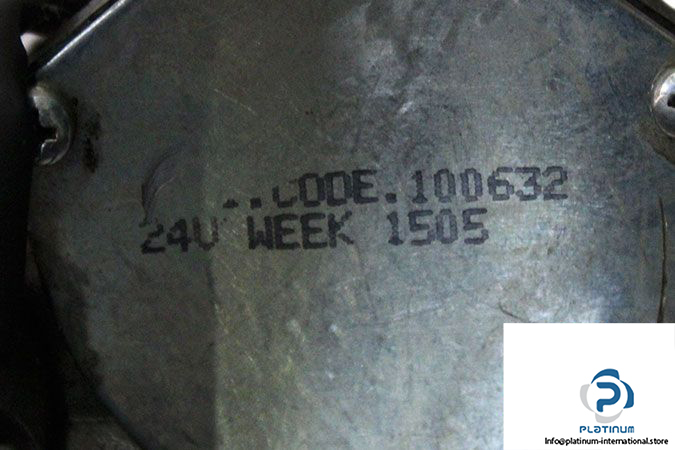 .CODE.100632
24V WEEK 1505
PLATINUM
Info@platinum-international.store